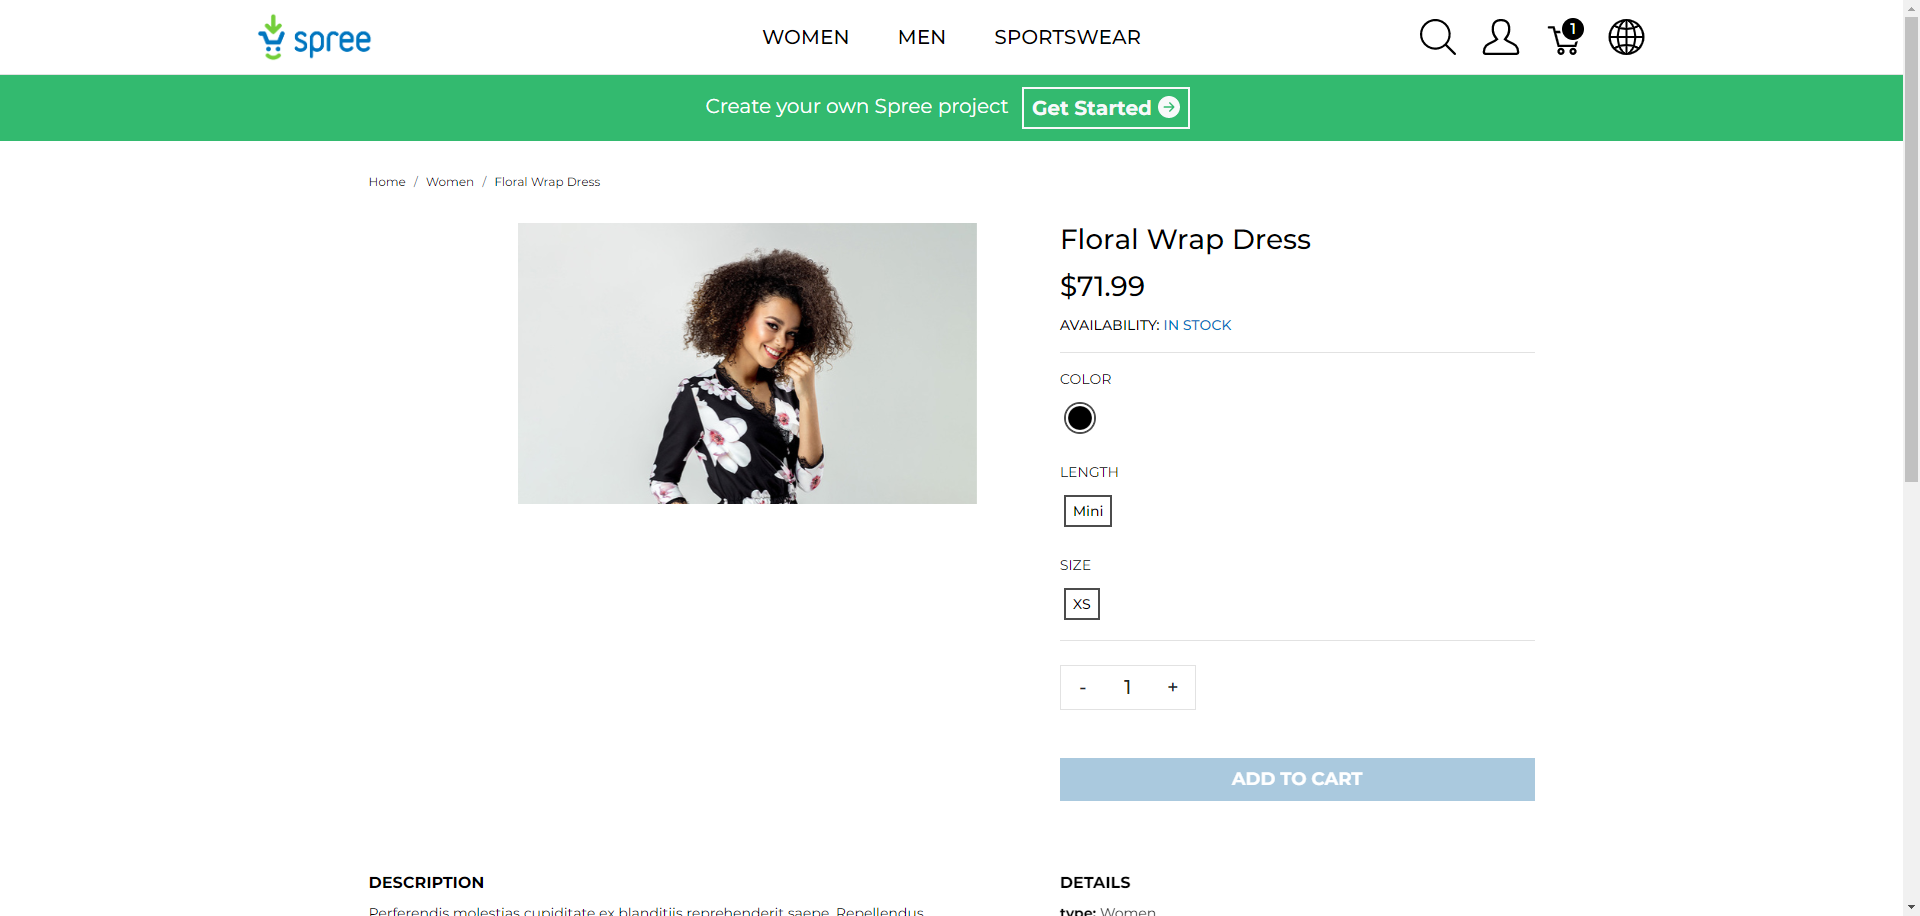 spree
WOMEN
MEN
SPORTSWEAR
1
Create your own Spree project
Get Started
Home / Women / Floral Wrap Dress
Floral Wrap Dress
$71.99
AVAILABILITY: IN STOCK
COLOR
LENGTH
Mini
SIZE
XS
- 1 +
ADD TO CART
DESCRIPTION
Perferendis molestias cupiditate ex blanditiis reprehenderit saepe. Repellendus
DETAILS
type: Women